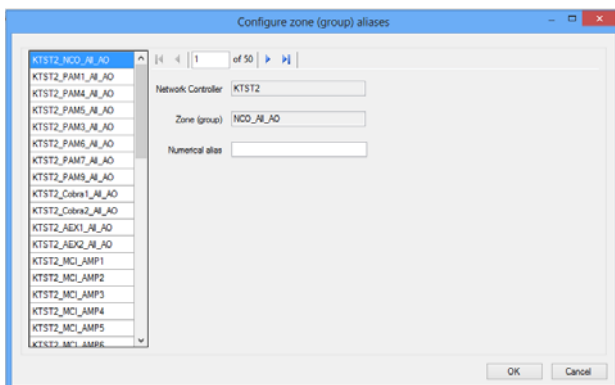 Configure zone (group) aliases
KTST2_NCO_All_AO
KTST2_PAM1_All_AO
KTST2_PAM4_All_AO
KTST2_PAM5_All_AO
KTST2_PAM3_All_AO
KTST2_PAM6_All_AO
KTST2_PAM7_All_AO
KTST2_PAM9_All_AO
KTST2_Cobra1_All_AO
KTST2_Cobra2_All_AO
KTST2_AEX1_All_AO
KTST2_AEX2_All_AO
KTST2_MCI_AMP1
KTST2_MCI_AMP2
KTST2_MCI_AMP3
KTST2_MCI_AMP4
KTST2_MCI_AMP5
KTST2_MCI_AMP6
1 of 50
Network Controller KTST2
Zone (group) NCO_All_AO
Numerical alias
OK Cancel